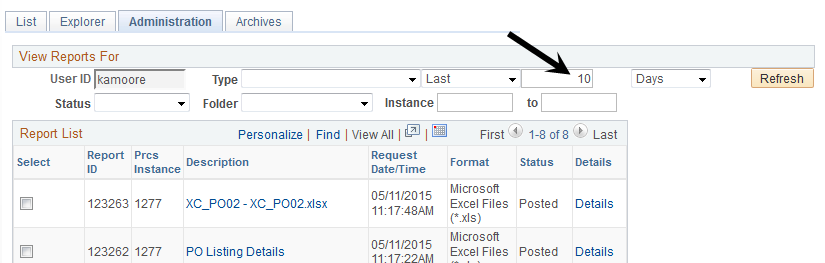 List Explorer Administration Archives
View Reports For
User ID kamoore Type Last 10 Days Refresh
Status Folder Instance to
Report List Personalize | Find | View All | | First 1-8 of 8 Last
Select Report ID Prcs Instance Description Request Date/Time Format Status Details
123263 1277 XC_PO02 - XC_PO02.xlsx 05/11/2015 11:17:48AM Microsoft Excel Files (*.xls) Posted Details
123262 1277 PO Listing Details 05/11/2015 11:17:22AM Microsoft Excel Files Posted Details